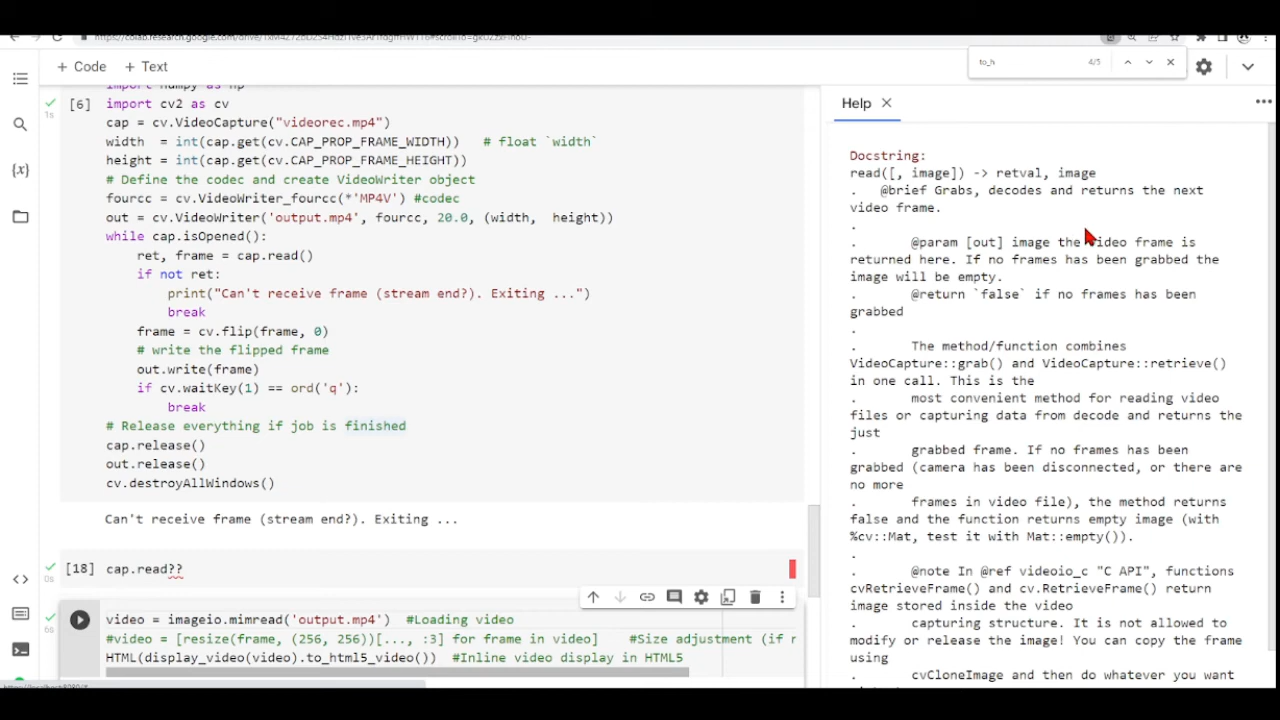 + Code + Text
to_h 4/5
[6]
1s
import numpy as np
import cv2 as cv
cap = cv.VideoCapture("videorec.mp4")
width  = int(cap.get(cv.CAP_PROP_FRAME_WIDTH))   # float `width`
height = int(cap.get(cv.CAP_PROP_FRAME_HEIGHT))
# Define the codec and create VideoWriter object
fourcc = cv.VideoWriter_fourcc(*'MP4V') #codec
out = cv.VideoWriter('output.mp4', fourcc, 20.0, (width,  height))
while cap.isOpened():
    ret, frame = cap.read()
    if not ret:
        print("Can't receive frame (stream end?). Exiting ...")
        break
    frame = cv.flip(frame, 0)
    # write the flipped frame
    out.write(frame)
    if cv.waitKey(1) == ord('q'):
        break
# Release everything if job is finished
cap.release()
out.release()
cv.destroyAllWindows()
Can't receive frame (stream end?). Exiting ...
[18] cap.read??
0s
6s
video = imageio.mimread('output.mp4')  #Loading video
#video = [resize(frame, (256, 256))[..., :3] for frame in video]    #Size adjustment (if
HTML(display_video(video).to_html5_video())  #Inline video display in HTML5
Help
Docstring:
read([, image]) -> retval, image
.   @brief Grabs, decodes and returns the next
video frame.
.
.       @param [out] image the video frame is
returned here. If no frames has been grabbed the
image will be empty.
.       @return `false` if no frames has been
grabbed
.
.       The method/function combines
VideoCapture::grab() and VideoCapture::retrieve()
in one call. This is the
.       most convenient method for reading video
files or capturing data from decode and returns the
just
.       grabbed frame. If no frames has been
grabbed (camera has been disconnected, or there are
no more
.       frames in video file), the method returns
false and the function returns empty image (with
%cv::Mat, test it with Mat::empty()).
.
.       @note In @ref videoio_c "C API", functions
cvRetrieveFrame() and cv.RetrieveFrame() return
image stored inside the video
.       capturing structure. It is not allowed to
modify or release the image! You can copy the frame
using
.       cvCloneImage and then do whatever you want